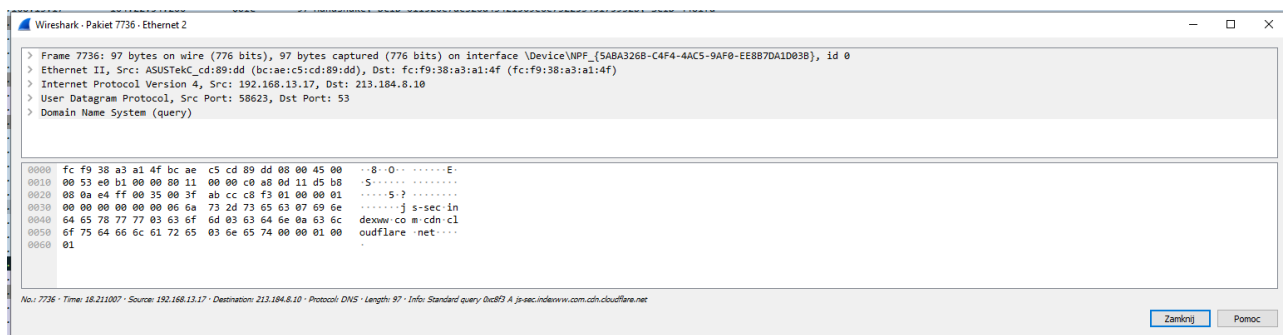 Wireshark · Pakiet 7736 · Ethernet 2
> Frame 7736: 97 bytes on wire (776 bits), 97 bytes captured (776 bits) on interface \Device\NPF_{5ABA326B-C4F4-4AC5-9AF0-EE8B7DA1D03B}, id 0
> Ethernet II, Src: ASUSTekC_cd:89:dd (bc:ae:c5:cd:89:dd), Dst: fc:f9:38:a3:a1:4f (fc:f9:38:a3:a1:4f)
> Internet Protocol Version 4, Src: 192.168.13.17, Dst: 213.184.8.10
> User Datagram Protocol, Src Port: 58623, Dst Port: 53
> Domain Name System (query)
0000 fc f9 38 a3 a1 4f bc ae c5 cd 89 dd 08 00 45 00 ··8··O·· ······E·
0010 00 53 e0 b1 00 00 80 11 00 00 c0 a8 0d 11 d5 b8 ·S······ ········
0020 08 0a e4 ff 00 35 00 3f ab cc c8 f3 01 00 00 01 ·····5·? ········
0030 00 00 00 00 00 00 06 6a 73 2d 73 65 63 07 69 6e ·······j s-sec·in
0040 64 65 78 77 77 03 63 6f 6d 03 63 64 6e 0a 63 6c dexww·co m·cdn·cl
0050 6f 75 64 66 6c 61 72 65 03 6e 65 74 00 00 01 00 oudflare ·net····
0060 01 ·
No.: 7736 · Time: 18.211007 · Source: 192.168.13.17 · Destination: 213.184.8.10 · Protocol: DNS · Length: 97 · Info: Standard query 0xc8f3 A js-sec.indexww.com.cdn.cloudflare.net
Zamknij Pomoc